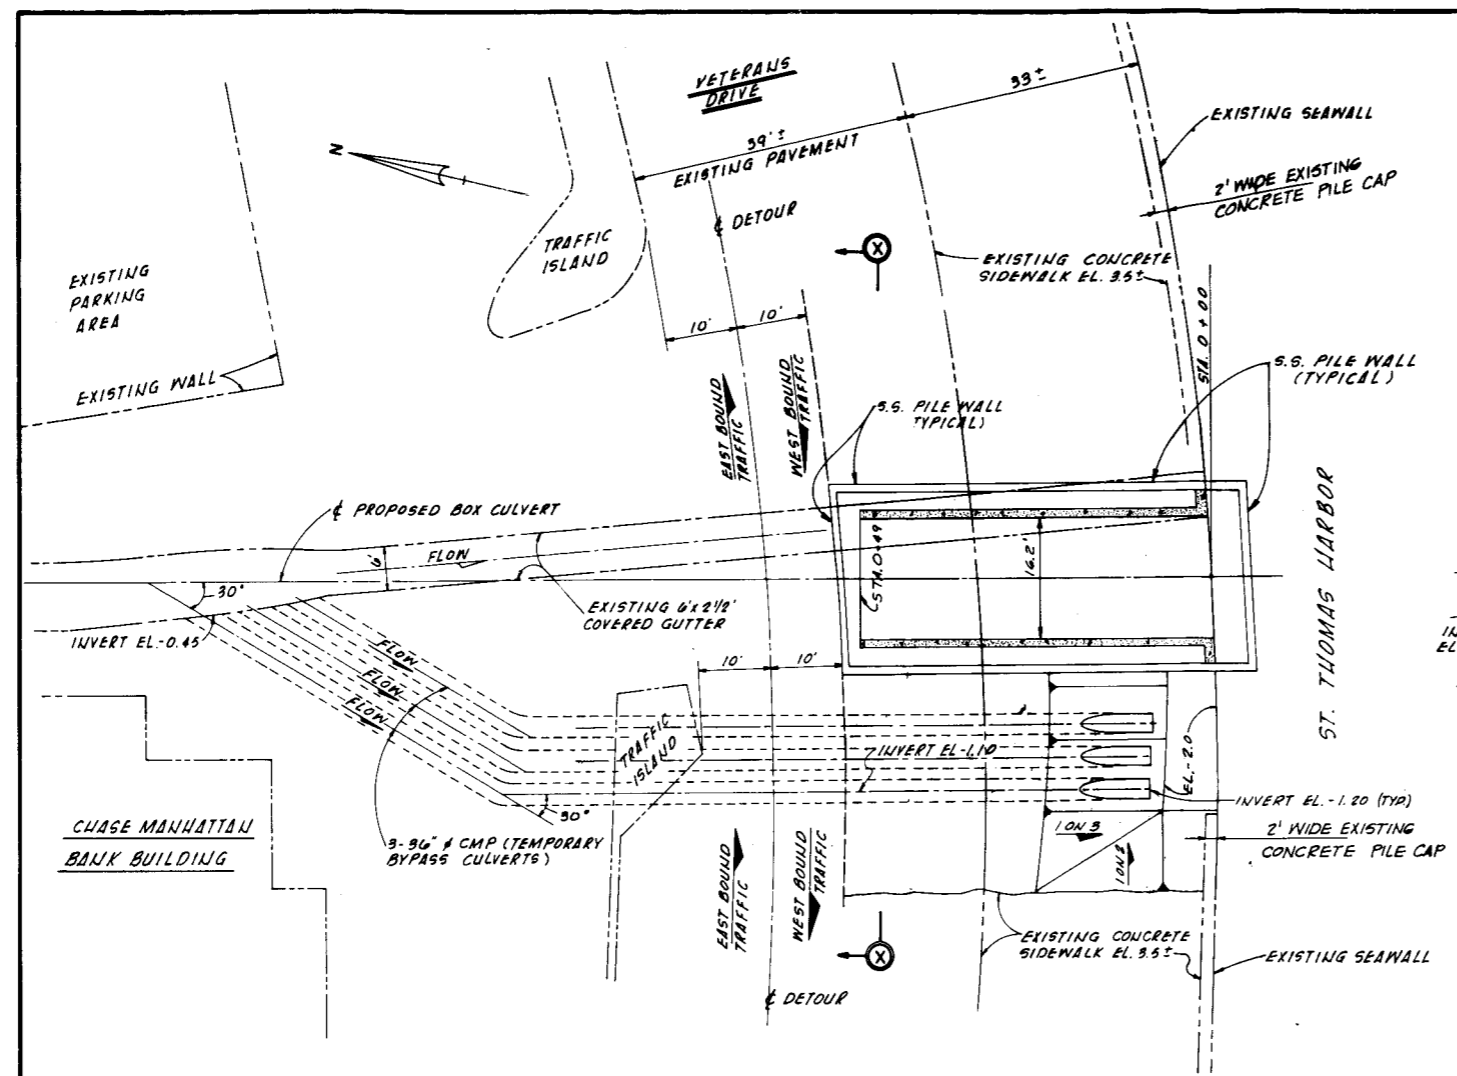 VETERANS
DRIVE
33±
39'±
EXISTING PAVEMENT
EXISTING SEAWALL
2' WIDE EXISTING
CONCRETE PILE CAP
N
₵ DETOUR
TRAFFIC
ISLAND
X
EXISTING CONCRETE
SIDEWALK EL. 3.5±
EXISTING
PARKING
AREA
EXISTING WALL
10'
10'
STA. 0+00
S.S. PILE WALL
(TYPICAL)
S.S. PILE WALL
TYPICAL)
EAST BOUND
TRAFFIC
WEST BOUND
TRAFFIC
₵ PROPOSED BOX CULVERT
FLOW
6'
STA. 0+49
16.2'
ST. THOMAS HARBOR
30°
INVERT EL.-0.45
EXISTING 6'x 2 1/2'
COVERED GUTTER
IN
EL
FLOW
FLOW
FLOW
10'
10'
TRAFFIC
ISLAND
INVERT EL-1.10
EL.-2.0
INVERT EL.-1.20 (TYP.)
30°
CHASE MANHATTAN
BANK BUILDING
3-36" ø CMP (TEMPORARY
BYPASS CULVERTS)
1 ON 3
1 ON 2
2' WIDE EXISTING
CONCRETE PILE CAP
EAST BOUND
TRAFFIC
WEST BOUND
TRAFFIC
X
EXISTING CONCRETE
SIDEWALK EL. 3.5±
EXISTING SEAWALL
₵ DETOUR